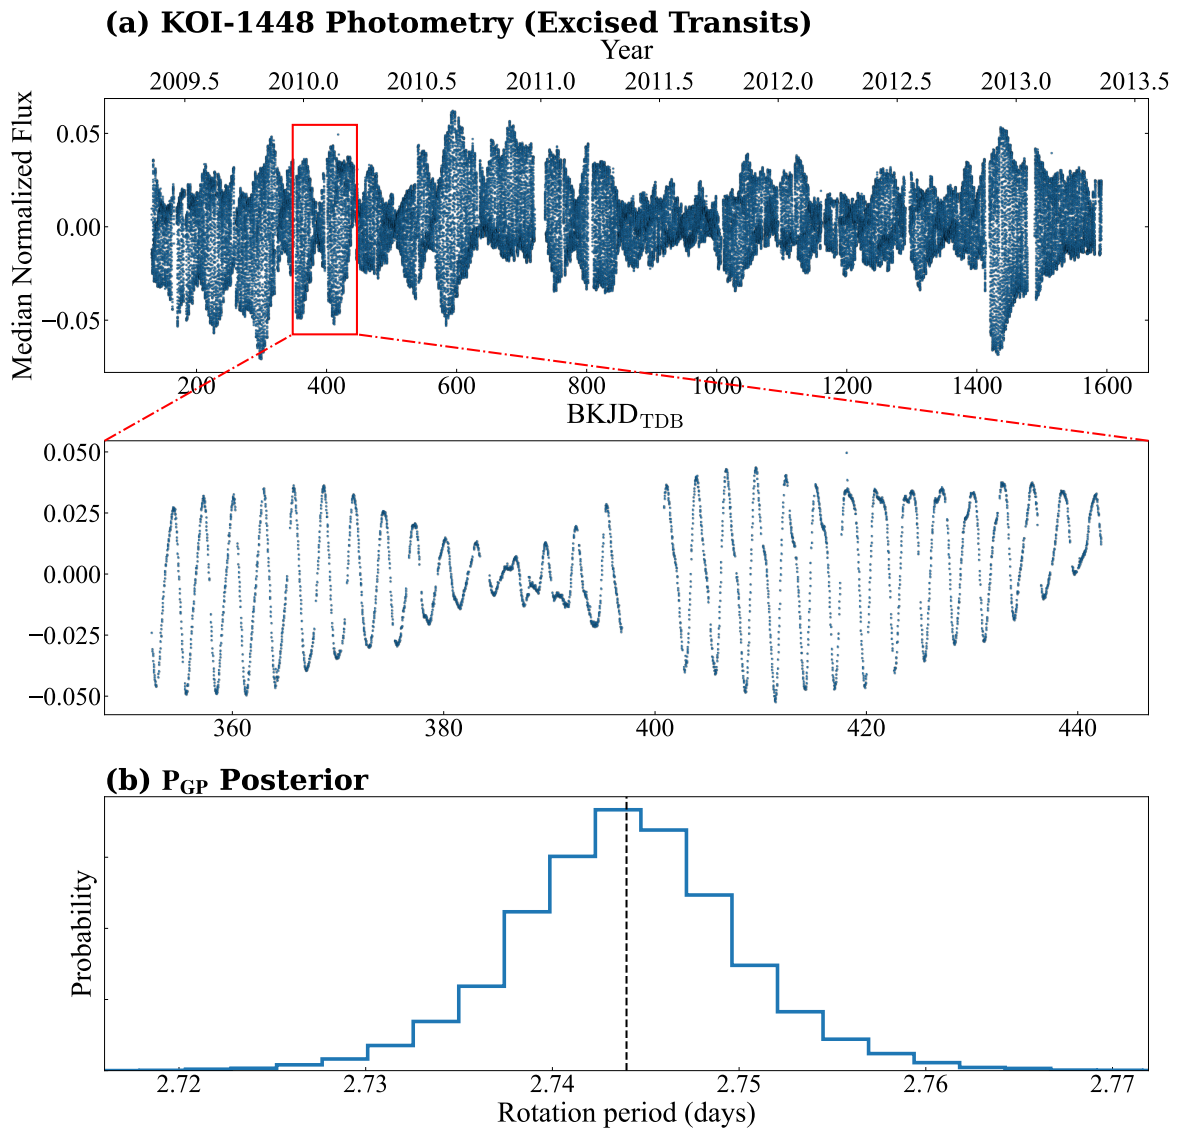 (a) KOI-1448 Photometry (Excised Transits)
Year
2009.5 2010.0 2010.5 2011.0 2011.5 2012.0 2012.5 2013.0 2013.5
Median Normalized Flux
0.05
0.00
−0.05
200 400 600 800 1000 1200 1400 1600
BKJD_TDB
0.050
0.025
0.000
−0.025
−0.050
360 380 400 420 440
(b) P_GP Posterior
Probability
2.72 2.73 2.74 2.75 2.76 2.77
Rotation period (days)